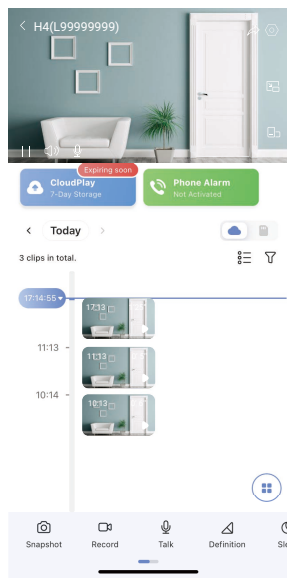 H4(L99999999)
Expiring soon
CloudPlay
7-Day Storage
Phone Alarm
Not Activated
Today
3 clips in total.
17:14:55
17:13
11:13
11:13
10:14
10:13
Snapshot
Record
Talk
Definition
Sle